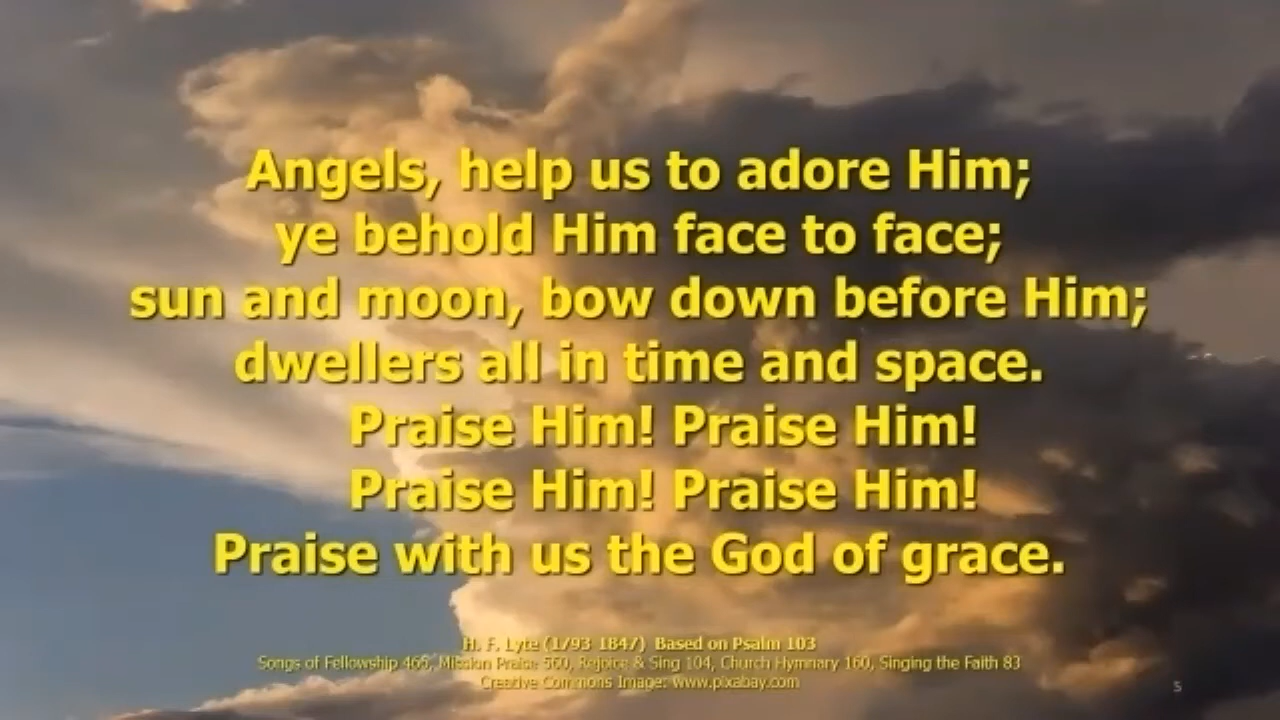 Angels, help us to adore Him;
ye behold Him face to face;
sun and moon, bow down before Him;
dwellers all in time and space.
Praise Him! Praise Him!
Praise Him! Praise Him!
Praise with us the God of grace.
H. F. Lyte (1793 1847) Based on Psalm 103
Songs of Fellowship 466, Mission Praise 560, Rejoice & Sing 104, Church Hymnary 160, Singing the Faith 83
Creative Commons Image: www.pixabay.com
5